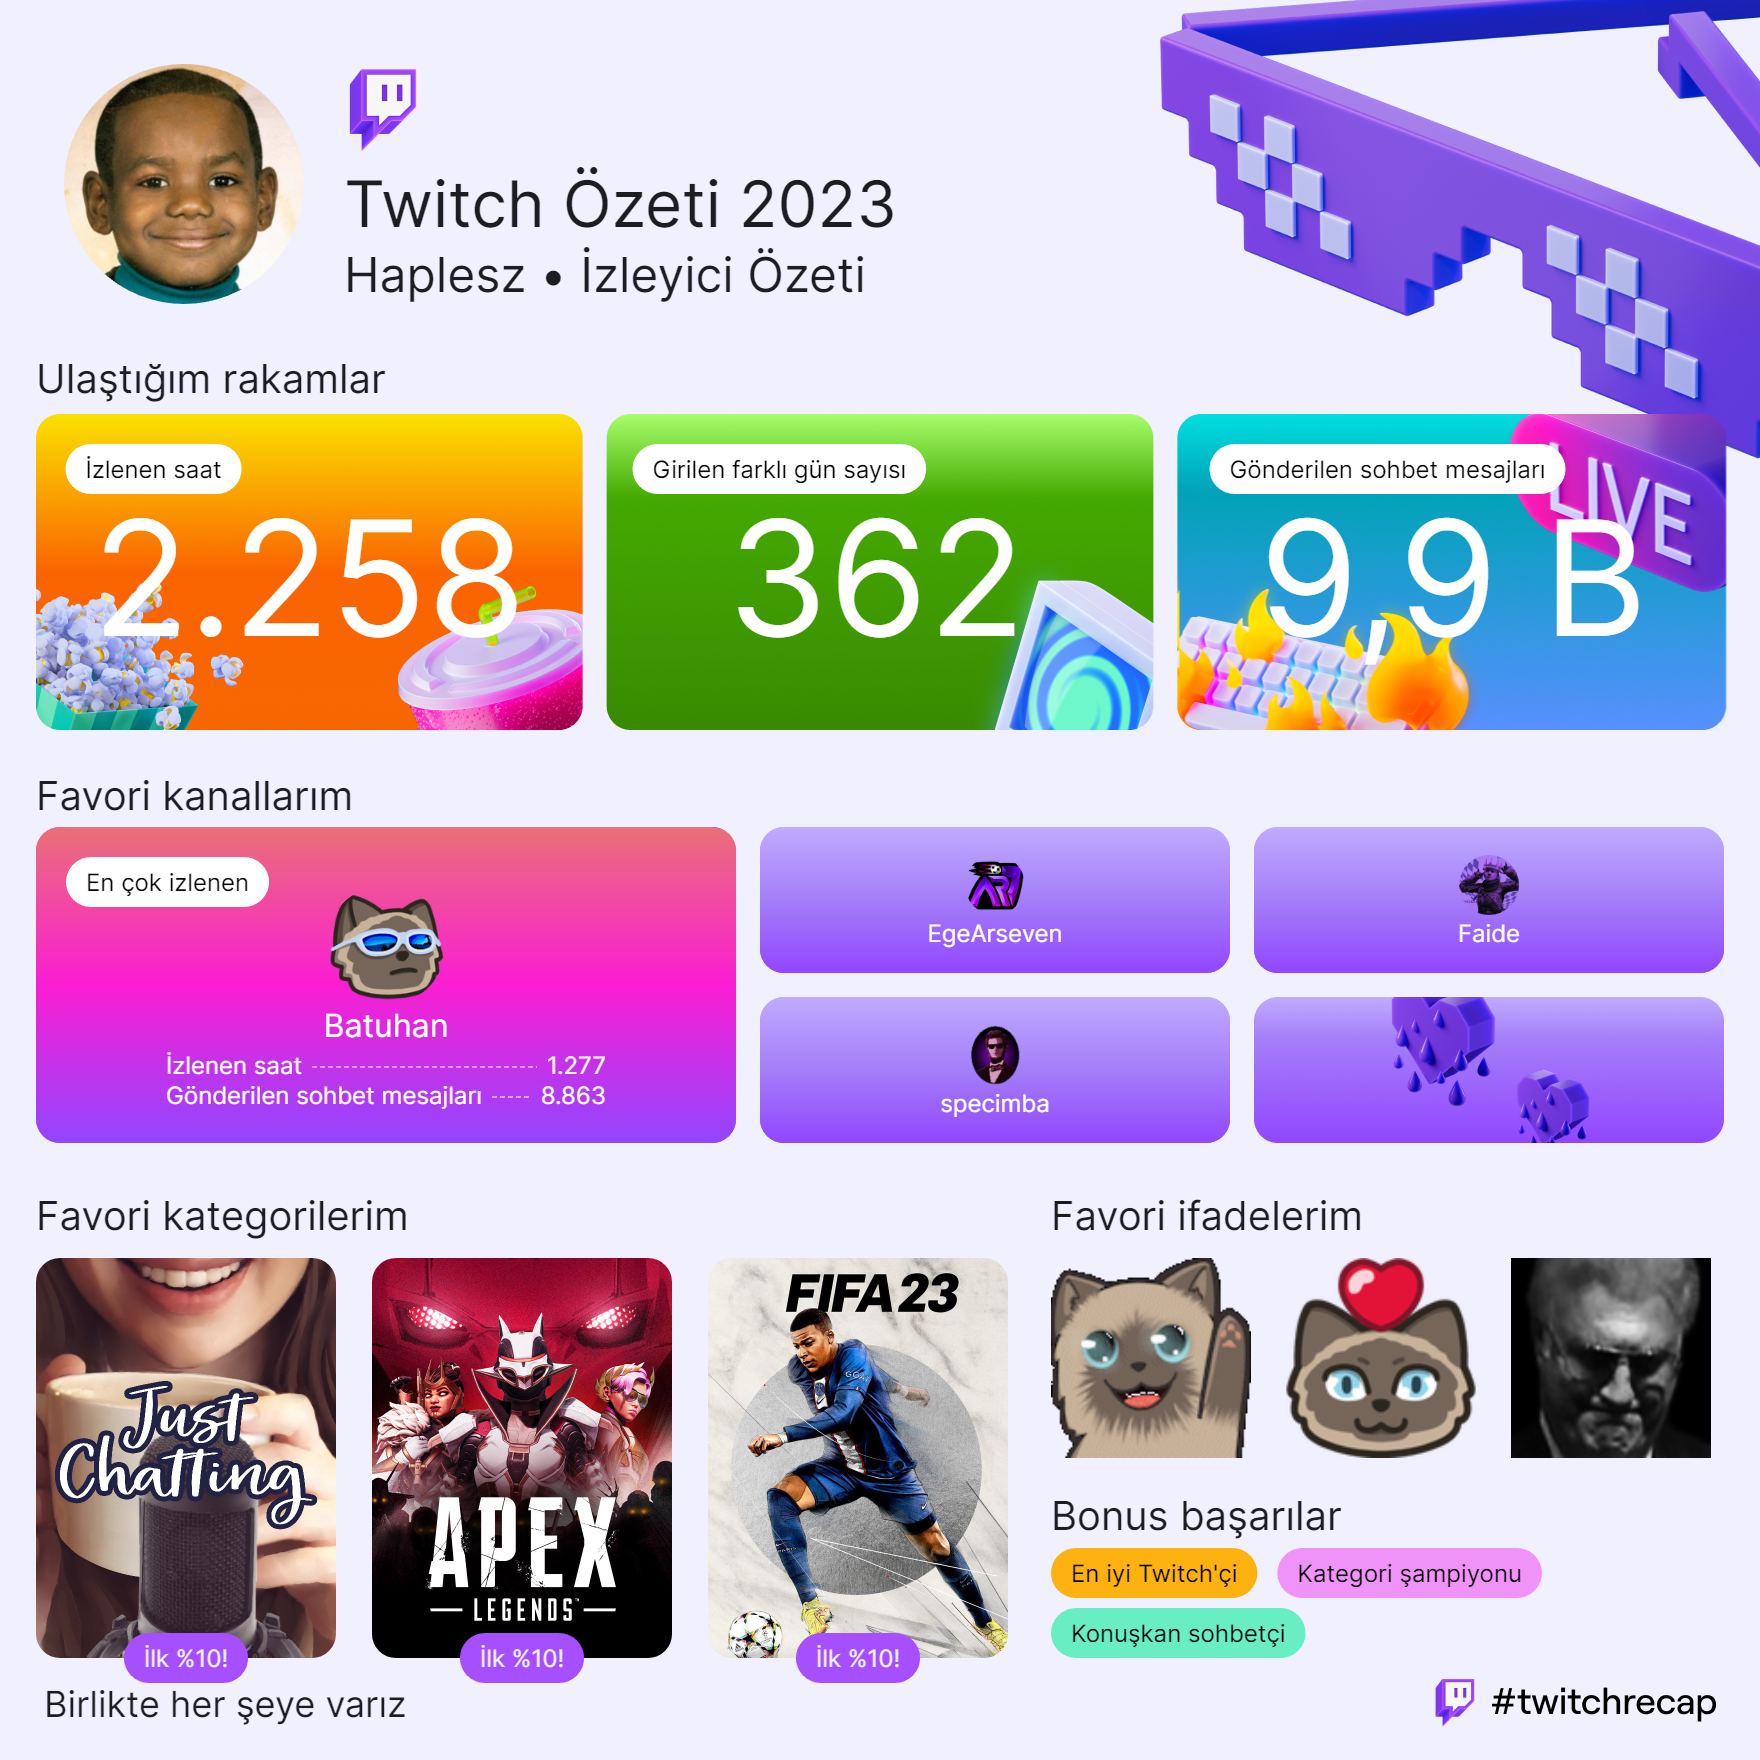 Twitch Özeti 2023
Haplesz • İzleyici Özeti
Ulaştığım rakamlar
İzlenen saat
2.258
Girilen farklı gün sayısı
362
Gönderilen sohbet mesajları
LIVE
9,9 B
Favori kanallarım
En çok izlenen
Batuhan
İzlenen saat 1.277
Gönderilen sohbet mesajları 8.863
EgeArseven
Faide
specimba
Favori kategorilerim
Just
Chatting
İlk %10!
APEX
LEGENDS
İlk %10!
FIFA 23
İlk %10!
Favori ifadelerim
Bonus başarılar
En iyi Twitch'çi
Kategori şampiyonu
Konuşkan sohbetçi
Birlikte her şeye varız
#twitchrecap